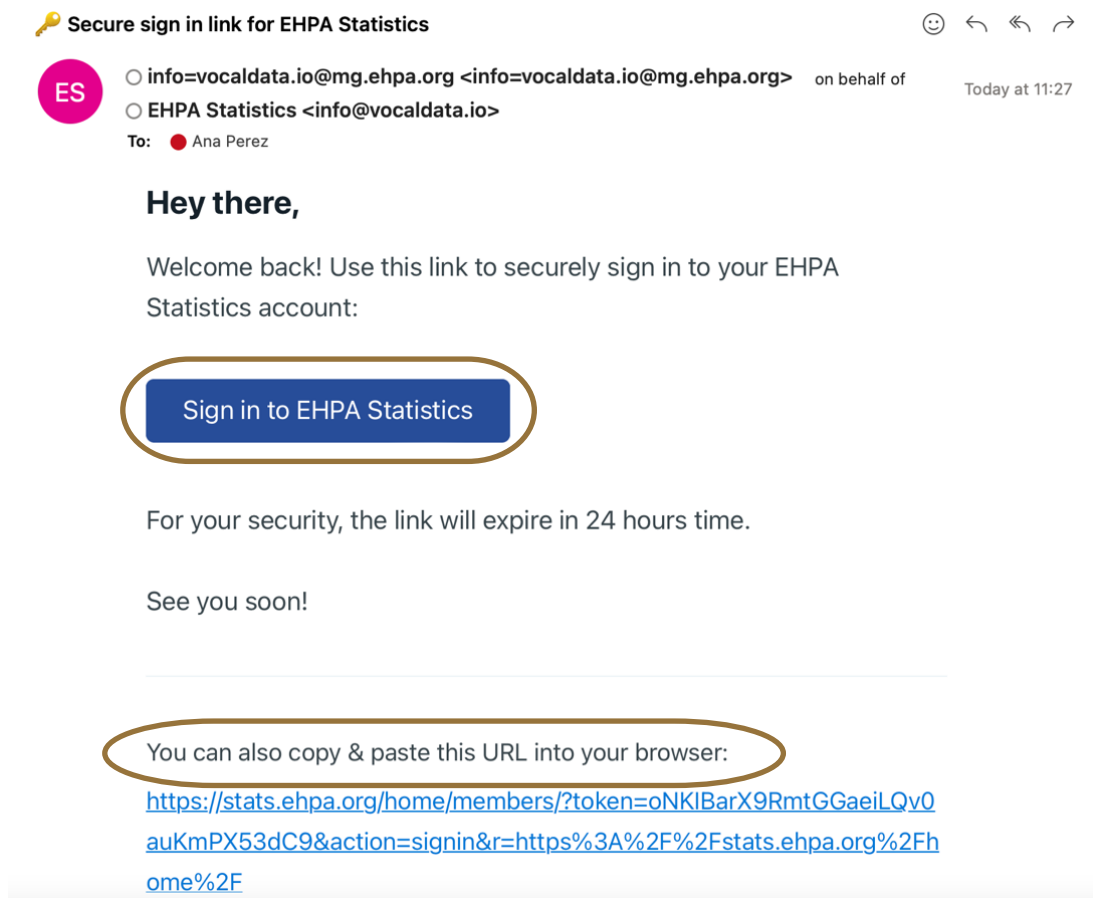 🔑 Secure sign in link for EHPA Statistics
ES
info=vocaldata.io@mg.ehpa.org <info=vocaldata.io@mg.ehpa.org> on behalf of
Today at 11:27
EHPA Statistics <info@vocaldata.io>
To: Ana Perez
Hey there,
Welcome back! Use this link to securely sign in to your EHPA
Statistics account:
Sign in to EHPA Statistics
For your security, the link will expire in 24 hours time.
See you soon!
You can also copy & paste this URL into your browser:
https://stats.ehpa.org/home/members/?token=oNKIBarX9RmtGGaeiLQv0
auKmPX53dC9&action=signin&r=https%3A%2F%2Fstats.ehpa.org%2Fh
ome%2F